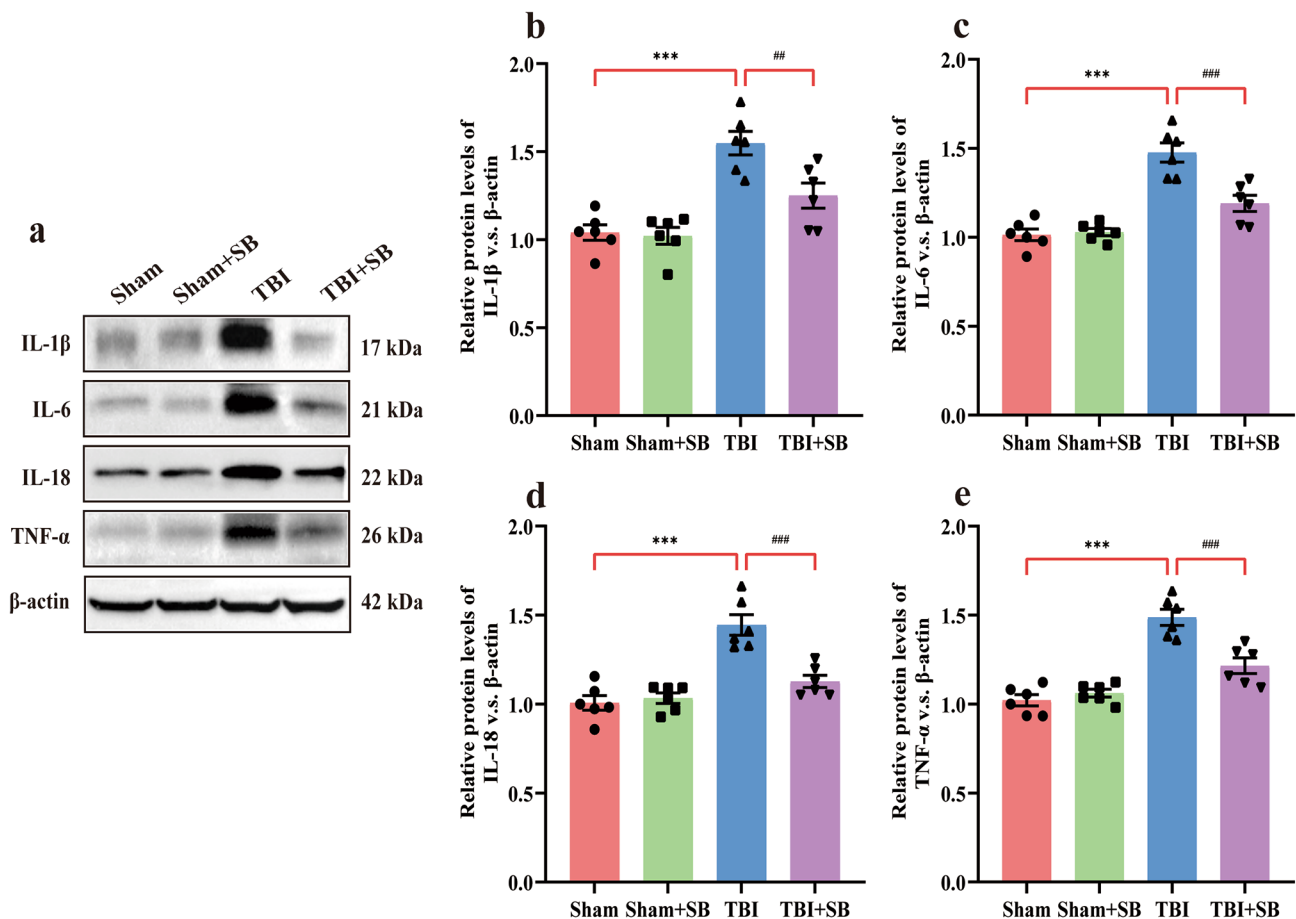 a
Sham
Sham+SB
TBI
TBI+SB
IL-1β
17 kDa
IL-6
21 kDa
IL-18
22 kDa
TNF-α
26 kDa
β-actin
42 kDa
b
Relative protein levels of
IL-1β v.s. β-actin
2.0
1.5
1.0
0.5
0.0
***
##
Sham
Sham+SB
TBI
TBI+SB
c
Relative protein levels of
IL-6 v.s. β-actin
2.0
1.5
1.0
0.5
0.0
***
###
Sham
Sham+SB
TBI
TBI+SB
d
Relative protein levels of
IL-18 v.s. β-actin
2.0
1.5
1.0
0.5
0.0
***
###
Sham
Sham+SB
TBI
TBI+SB
e
Relative protein levels of
TNF-α v.s. β-actin
2.0
1.5
1.0
0.5
0.0
***
###
Sham
Sham+SB
TBI
TBI+SB